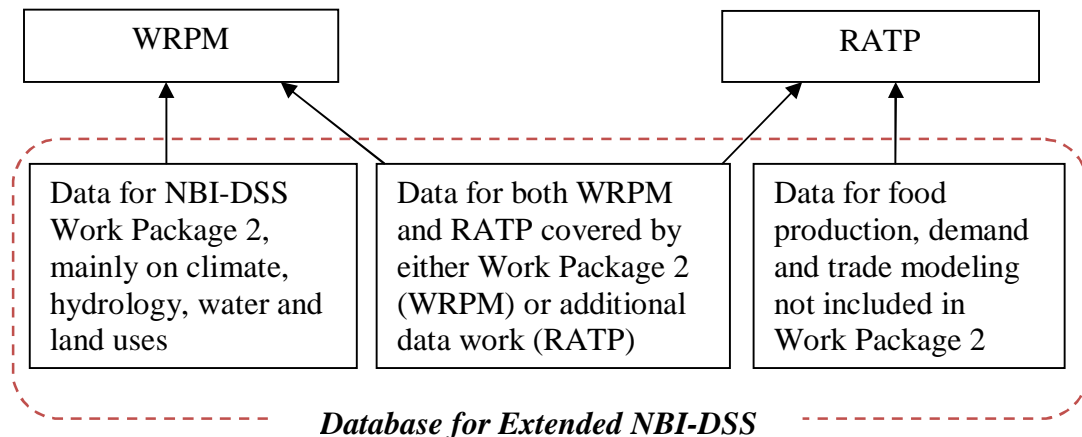 WRPM
RATP
Data for NBI-DSS
Work Package 2,
mainly on climate,
hydrology, water and
land uses
Data for both WRPM
and RATP covered by
either Work Package 2
(WRPM) or additional
data work (RATP)
Data for food
production, demand
and trade modeling
not included in
Work Package 2
Database for Extended NBI-DSS